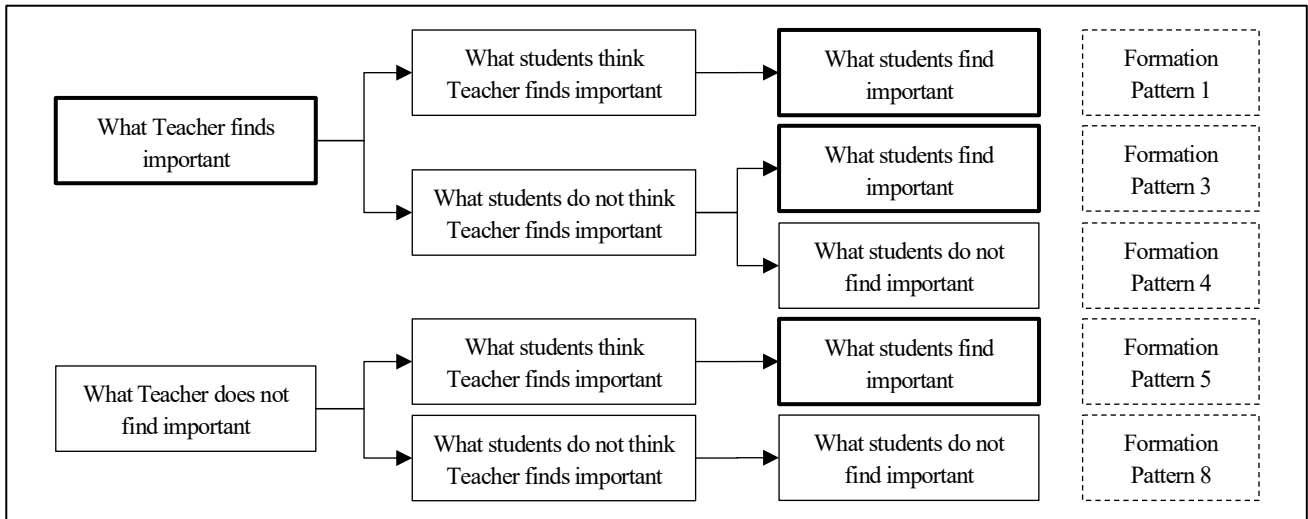 What students think
Teacher finds important
What students find
important
Formation
Pattern 1
What Teacher finds
important
What students do not think
Teacher finds important
What students find
important
Formation
Pattern 3
What students do not
find important
Formation
Pattern 4
What Teacher does not
find important
What students think
Teacher finds important
What students find
important
Formation
Pattern 5
What students do not think
Teacher finds important
What students do not
find important
Formation
Pattern 8